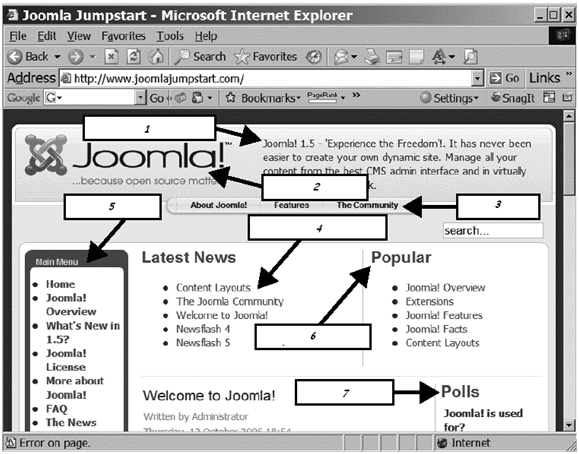 Joomla Jumpstart - Microsoft Internet Explorer
File Edit View Favorites Tools Help
Back Search Favorites
Address http://www.joomlajumpstart.com/ Go Links »
Google G Go Bookmarks PageRank » Settings SnagIt
1
Joomla! 1.5 - 'Experience the Freedom'!. It has never been
easier to create your own dynamic site. Manage all your
content from the best CMS admin interface and in virtually
Joomla!™
...because open source matte
2
5
About Joomla! Features The Community
3
4
search...
Main Menu
Home
Joomla!
Overview
What's New in
1.5?
Joomla!
License
More about
Joomla!
FAQ
The News
Latest News
Content Layouts
The Joomla Community
Welcome to Joomla!
Newsflash 4
Newsflash 5
Popular
Joomla! Overview
Extensions
Joomla! Features
Joomla! Facts
Content Layouts
6
7
Welcome to Joomla!
Written by Administrator
Thursday, 12 October 2006
Polls
Joomla! is used
for?
Error on page. Internet